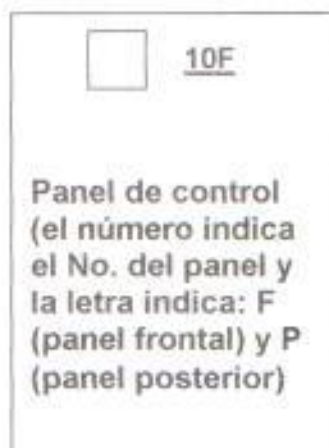 10F
Panel de control
(el número indica
el No. del panel y
la letra indica: F
(panel frontal) y P
(panel posterior)